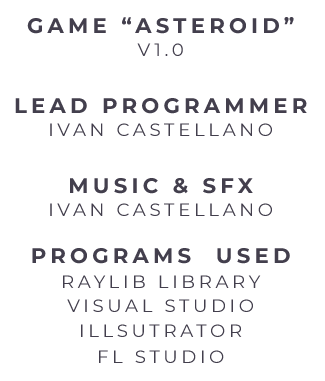 GAME “ASTEROID”
V1.0
LEAD PROGRAMMER
IVAN CASTELLANO
MUSIC & SFX
IVAN CASTELLANO
PROGRAMS USED
RAYLIB LIBRARY
VISUAL STUDIO
ILLSUTRATOR
FL STUDIO